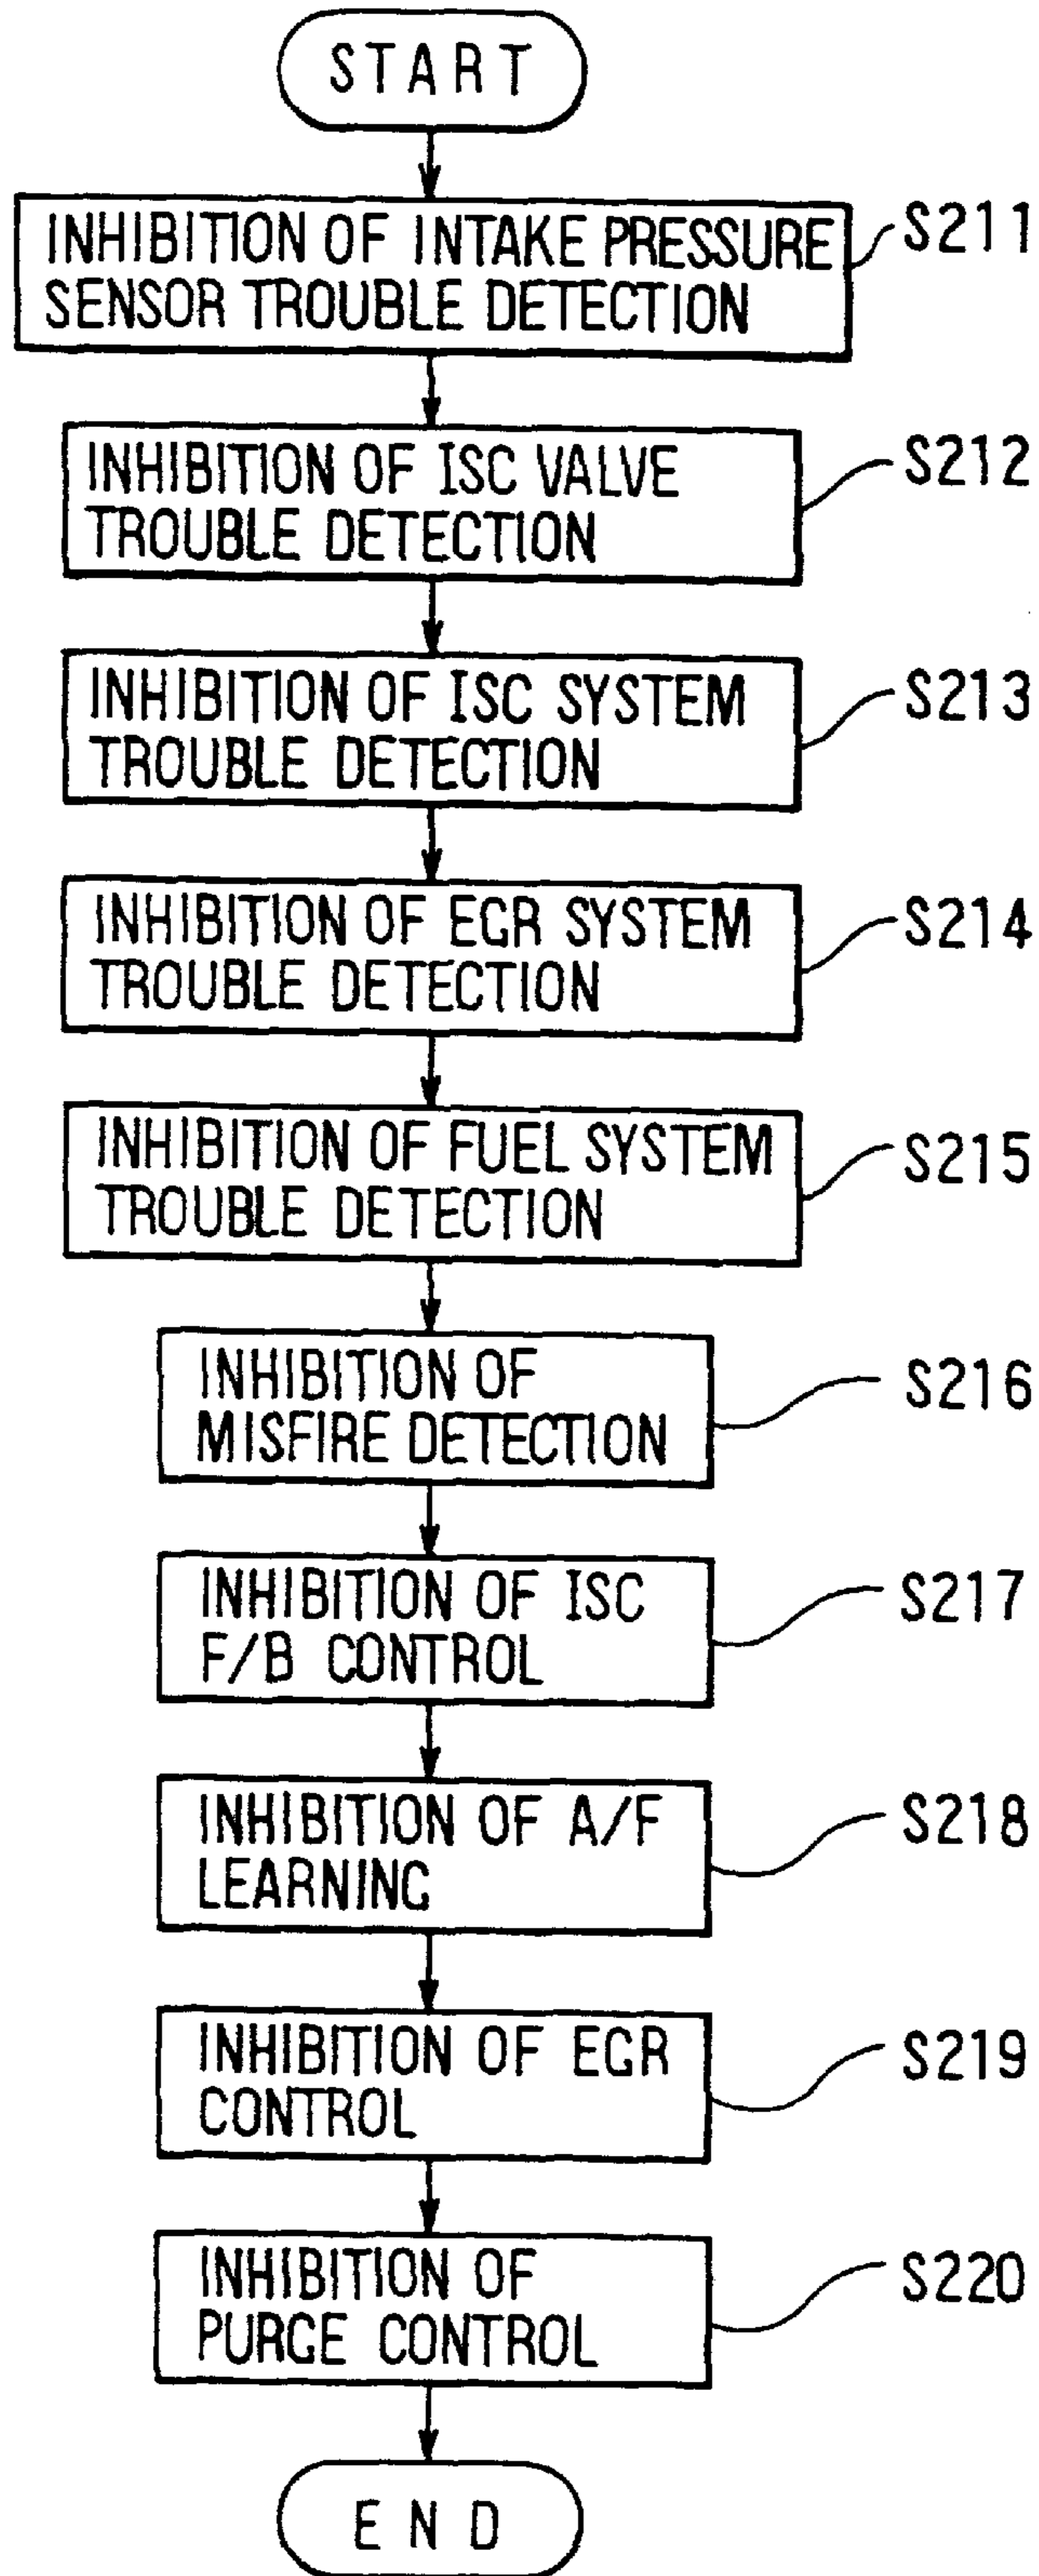 START
INHIBITION OF INTAKE PRESSURE
SENSOR TROUBLE DETECTION
S211
INHIBITION OF ISC VALVE
TROUBLE DETECTION
S212
INHIBITION OF ISC SYSTEM
TROUBLE DETECTION
S213
INHIBITION OF EGR SYSTEM
TROUBLE DETECTION
S214
INHIBITION OF FUEL SYSTEM
TROUBLE DETECTION
S215
INHIBITION OF
MISFIRE DETECTION
S216
INHIBITION OF ISC
F/B CONTROL
S217
INHIBITION OF A/F
LEARNING
S218
INHIBITION OF EGR
CONTROL
S219
INHIBITION OF
PURGE CONTROL
S220
END